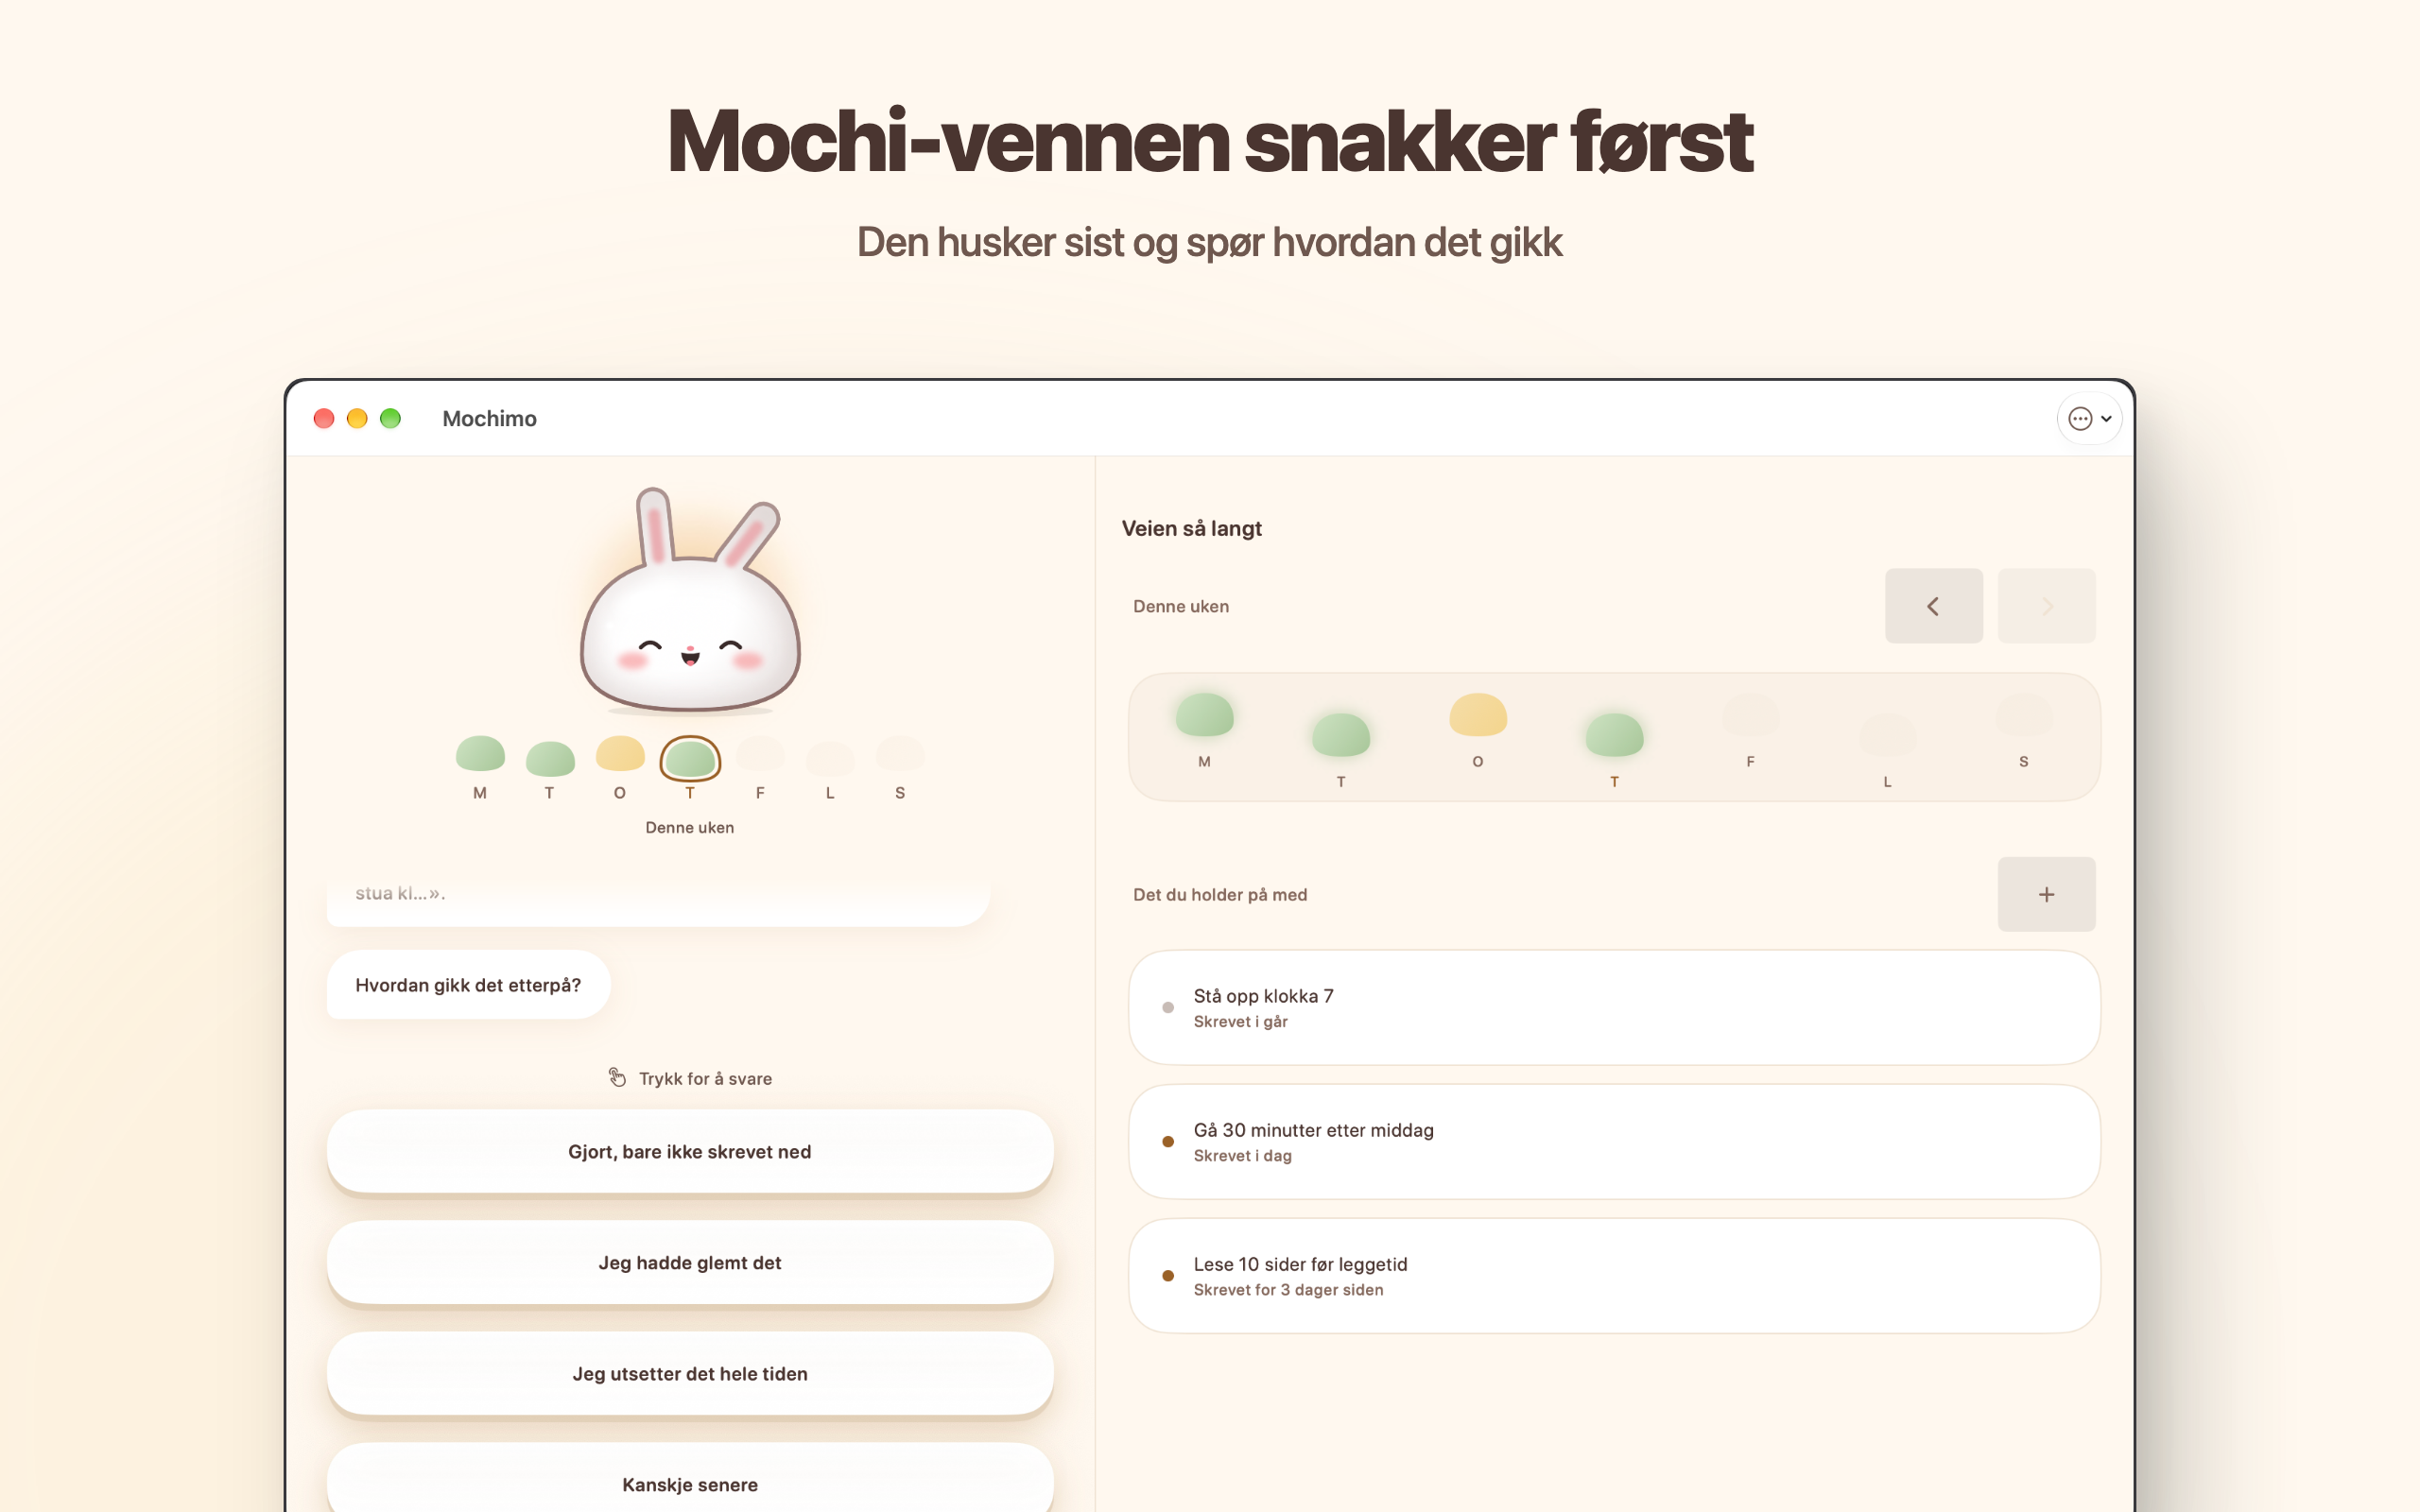 Mochi-vennen snakker først
Den husker sist og spør hvordan det gikk
Mochimo
M T O T F L S
Denne uken
stua kl...».
Hvordan gikk det etterpå?
Trykk for å svare
Gjort, bare ikke skrevet ned
Jeg hadde glemt det
Jeg utsetter det hele tiden
Kanskje senere
Veien så langt
Denne uken
M T O T F L S
Det du holder på med
Stå opp klokka 7
Skrevet i går
Gå 30 minutter etter middag
Skrevet i dag
Lese 10 sider før leggetid
Skrevet for 3 dager siden